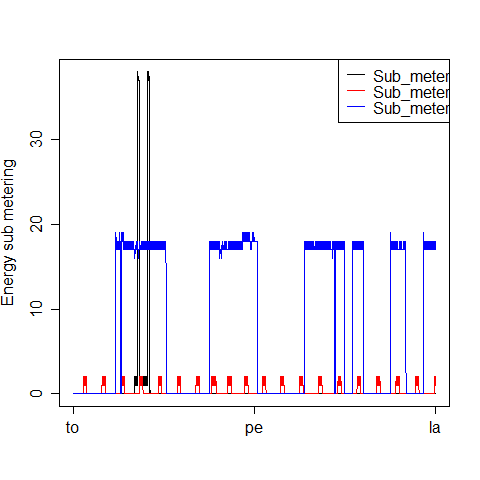 Sub_meter
Sub_meter
Sub_meter
Energy sub metering
30
20
10
0
to pe la